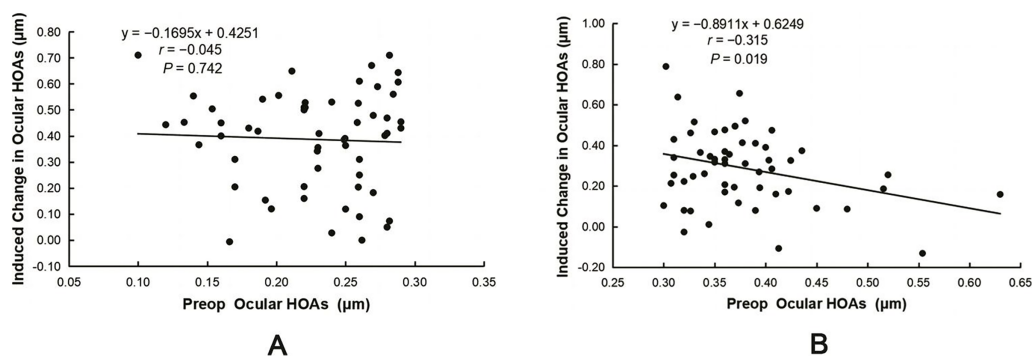 y = −0.1695x + 0.4251
r = −0.045
P = 0.742
Induced Change in Ocular HOAs (µm)
0.80
0.70
0.60
0.50
0.40
0.30
0.20
0.10
0.00
-0.10
0.05 0.10 0.15 0.20 0.25 0.30 0.35
Preop Ocular HOAs (µm)
A
y = −0.8911x + 0.6249
r = −0.315
P = 0.019
Induced Change in Ocular HOAs (µm)
1.00
0.80
0.60
0.40
0.20
0.00
-0.20
0.25 0.30 0.35 0.40 0.45 0.50 0.55 0.60 0.65
Preop Ocular HOAs (µm)
B